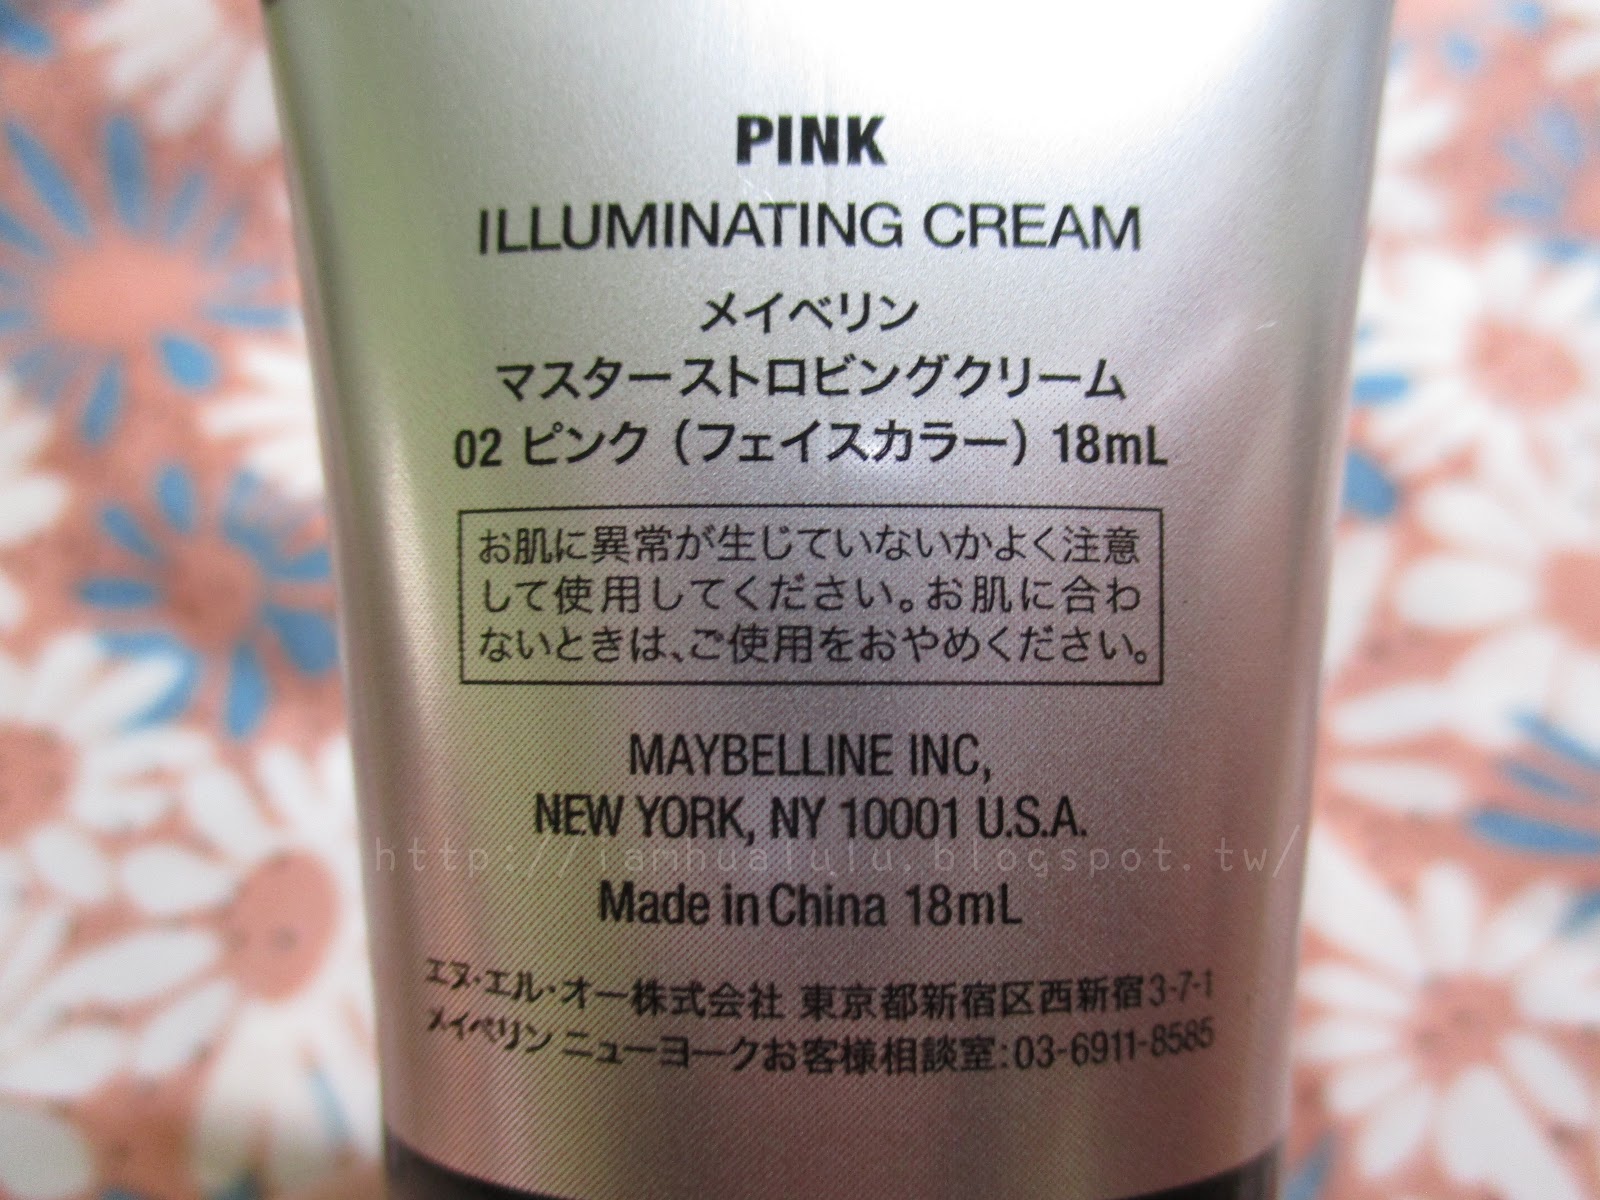 PINK
ILLUMINATING CREAM
メイベリン
マスターストロビングクリーム
02 ピンク（フェイスカラー）18mL
お肌に異常が生じていないかよく注意
して使用してください。お肌に合わ
ないときは、ご使用をおやめください。
MAYBELLINE INC,
NEW YORK, NY 10001 U.S.A.
http://iamhualulu.blogspot.tw/
Made in China 18mL
エヌ・エル・オー株式会社 東京都新宿区西新宿3-7-1
メイベリン ニューヨークお客様相談室:03-6911-8585